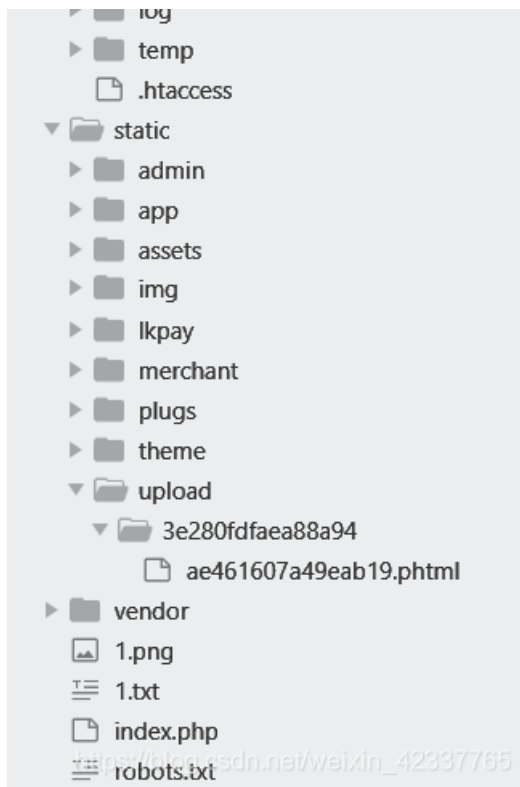 log
temp
.htaccess
static
admin
app
assets
img
lkpay
merchant
plugs
theme
upload
3e280fdfaea88a94
ae461607a49eab19.phtml
vendor
1.png
1.txt
index.php
https://blog.csdn.net/weixin_42337765
robots.txt